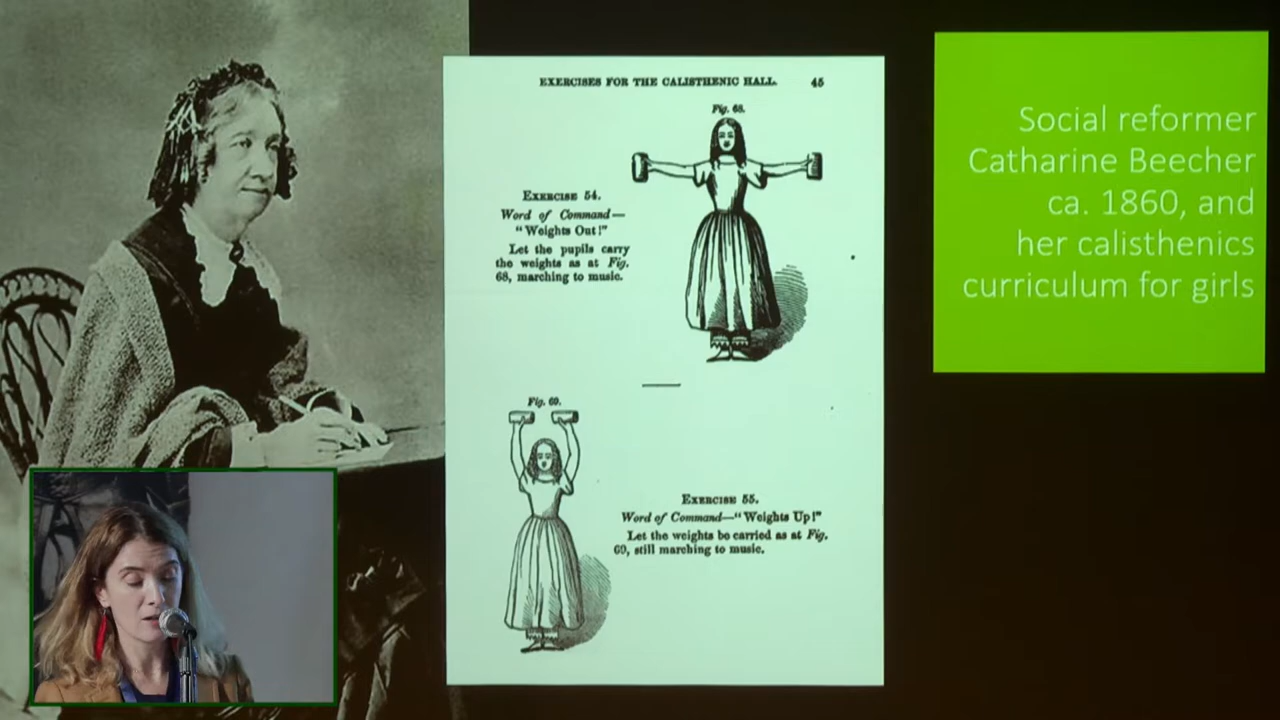 EXERCISES FOR THE CALISTHENIC HALL. 45
Fig. 68.
EXERCISE 54.
Word of Command—
"Weights Out!"
Let the pupils carry
the weights as at Fig.
68, marching to music.
Fig. 69.
EXERCISE 55.
Word of Command—"Weights Up!"
Let the weights be carried as at Fig.
69, still marching to music.
Social reformer
Catharine Beecher
ca. 1860, and
her calisthenics
curriculum for girls